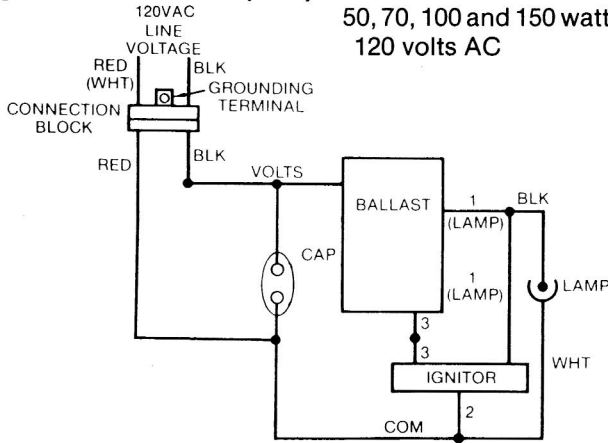 50, 70, 100 and 150 watt
120 volts AC
120VAC
LINE
VOLTAGE
RED
(WHT)
BLK
GROUNDING
TERMINAL
CONNECTION
BLOCK
RED
BLK
VOLTS
BALLAST
1
(LAMP)
BLK
CAP
1
(LAMP)
LAMP
3
3
WHT
IGNITOR
2
COM